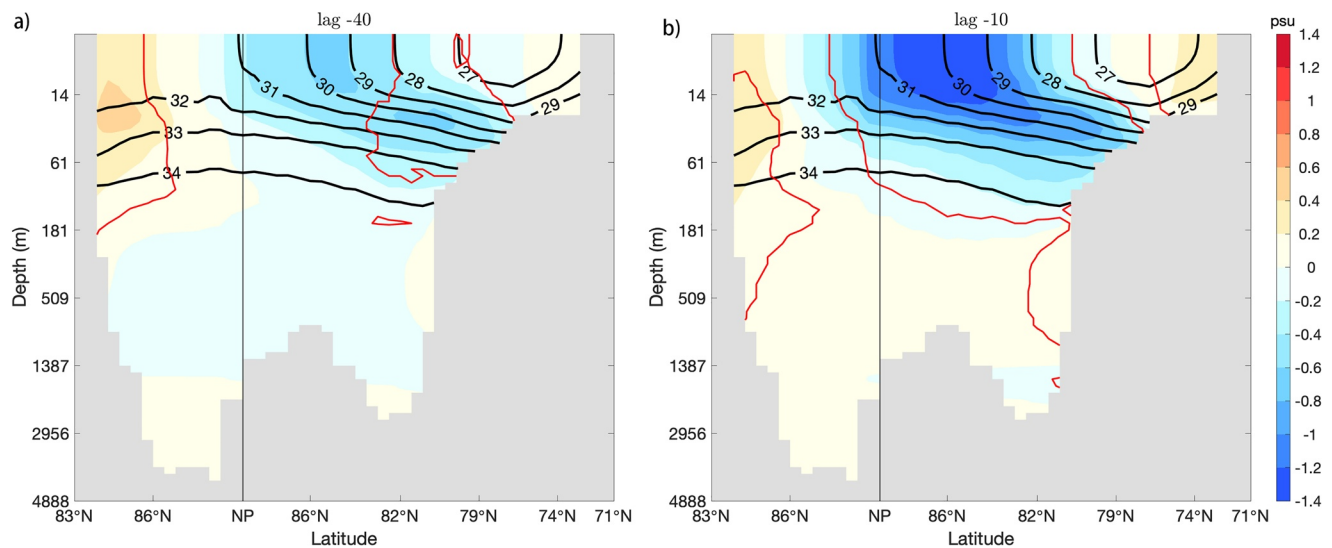 a)
lag -40
Depth (m)
14
61
181
509
1387
2956
4888
32
33
34
31
30
29
28
27
29
83°N
86°N
NP
86°N
82°N
79°N
74°N
71°N
Latitude
b)
lag -10
Depth (m)
14
61
181
509
1387
2956
4888
32
33
34
31
30
29
28
27
29
83°N
86°N
NP
86°N
82°N
79°N
74°N
71°N
Latitude
psu
1.4
1.2
1
0.8
0.6
0.4
0.2
0
-0.2
-0.4
-0.6
-0.8
-1
-1.2
-1.4